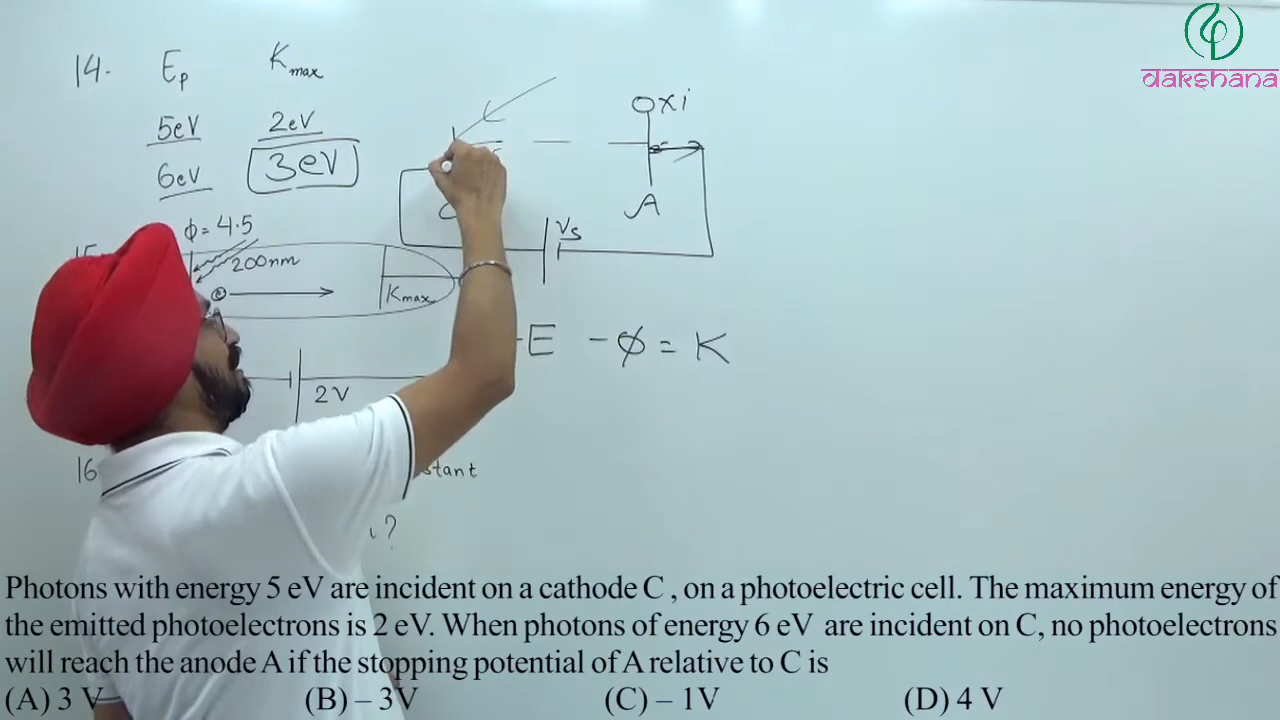 dakshana
14. Ep Kmax
5eV 2eV
6eV 3eV
φ = 4.5
200nm
Kmax
2V
oxi
A
Vs
E - φ = K
16
stant
?
Photons with energy 5 eV are incident on a cathode C , on a photoelectric cell. The maximum energy of
the emitted photoelectrons is 2 eV. When photons of energy 6 eV are incident on C, no photoelectrons
will reach the anode A if the stopping potential of A relative to C is
(A) 3 V (B) – 3V (C) – 1V (D) 4 V